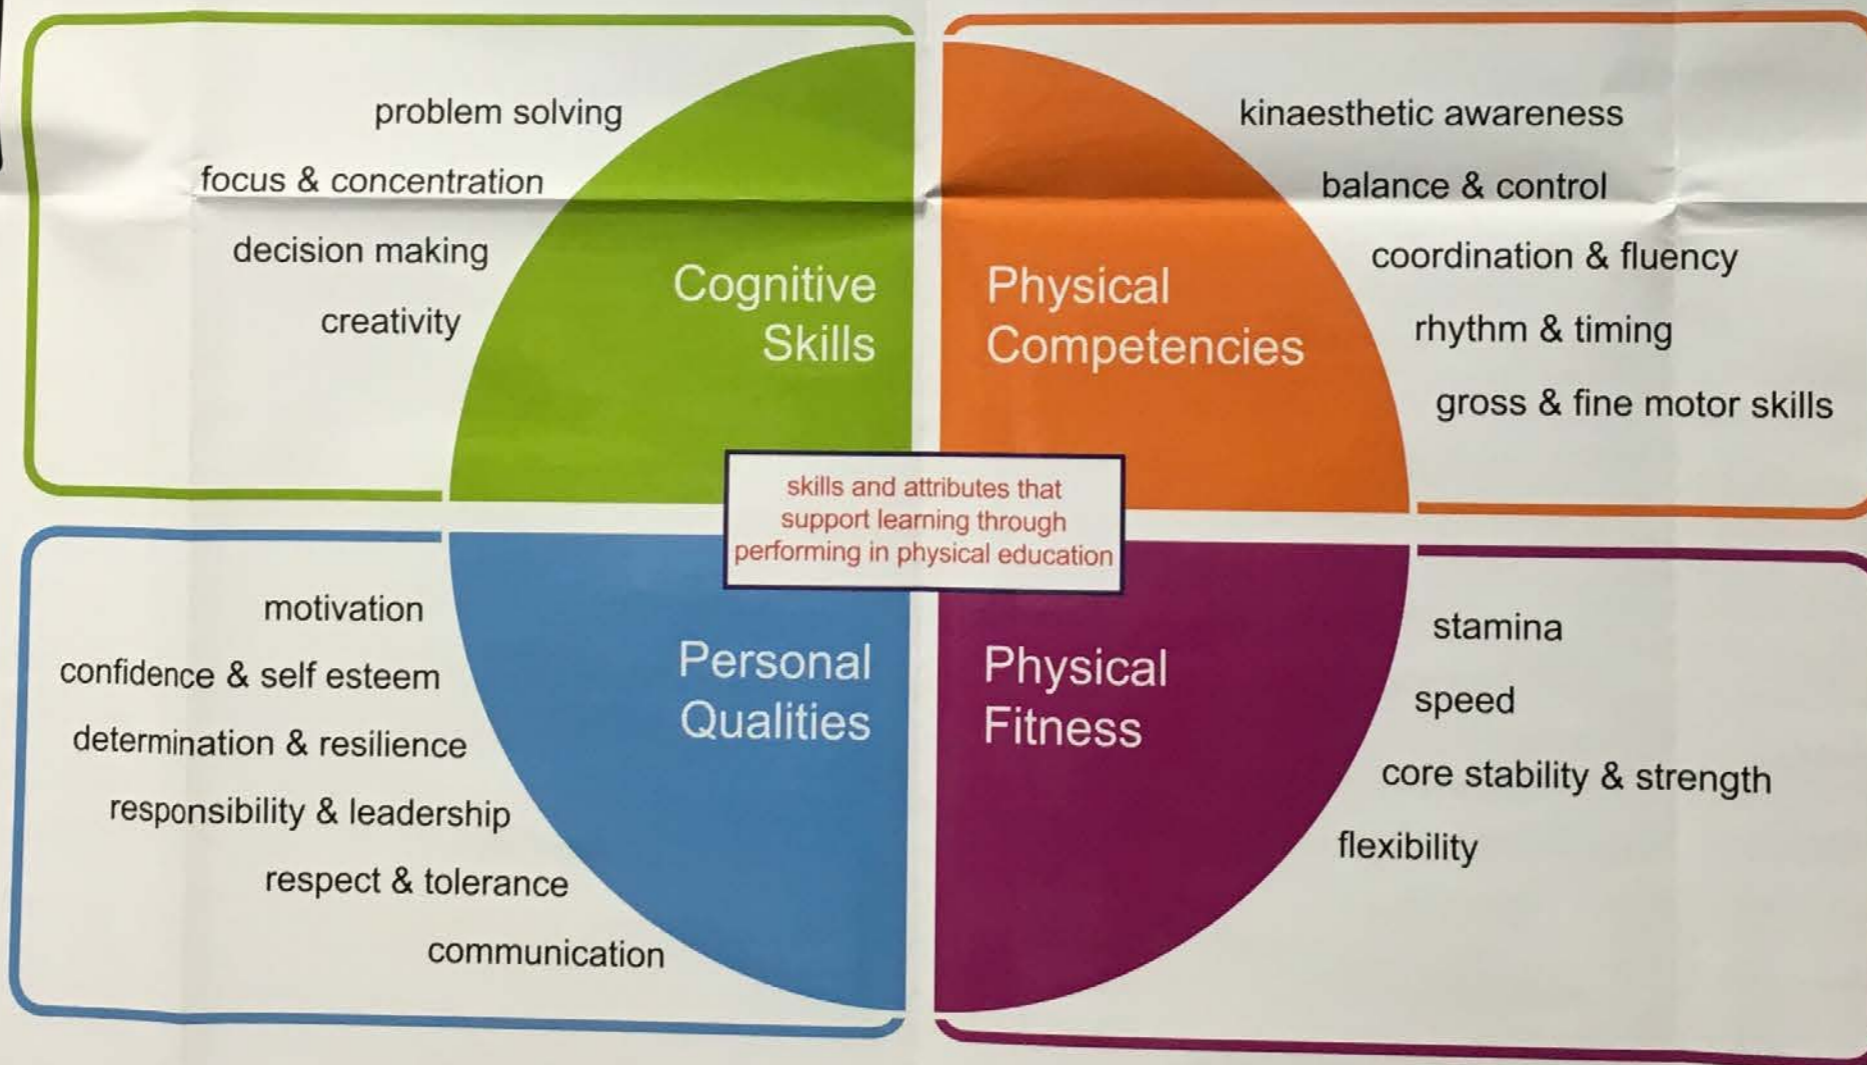 problem solving
focus & concentration
decision making
creativity
Cognitive
Skills
kinaesthetic awareness
balance & control
coordination & fluency
rhythm & timing
gross & fine motor skills
Physical
Competencies
skills and attributes that
support learning through
performing in physical education
motivation
confidence & self esteem
determination & resilience
responsibility & leadership
respect & tolerance
communication
Personal
Qualities
Physical
Fitness
stamina
speed
core stability & strength
flexibility